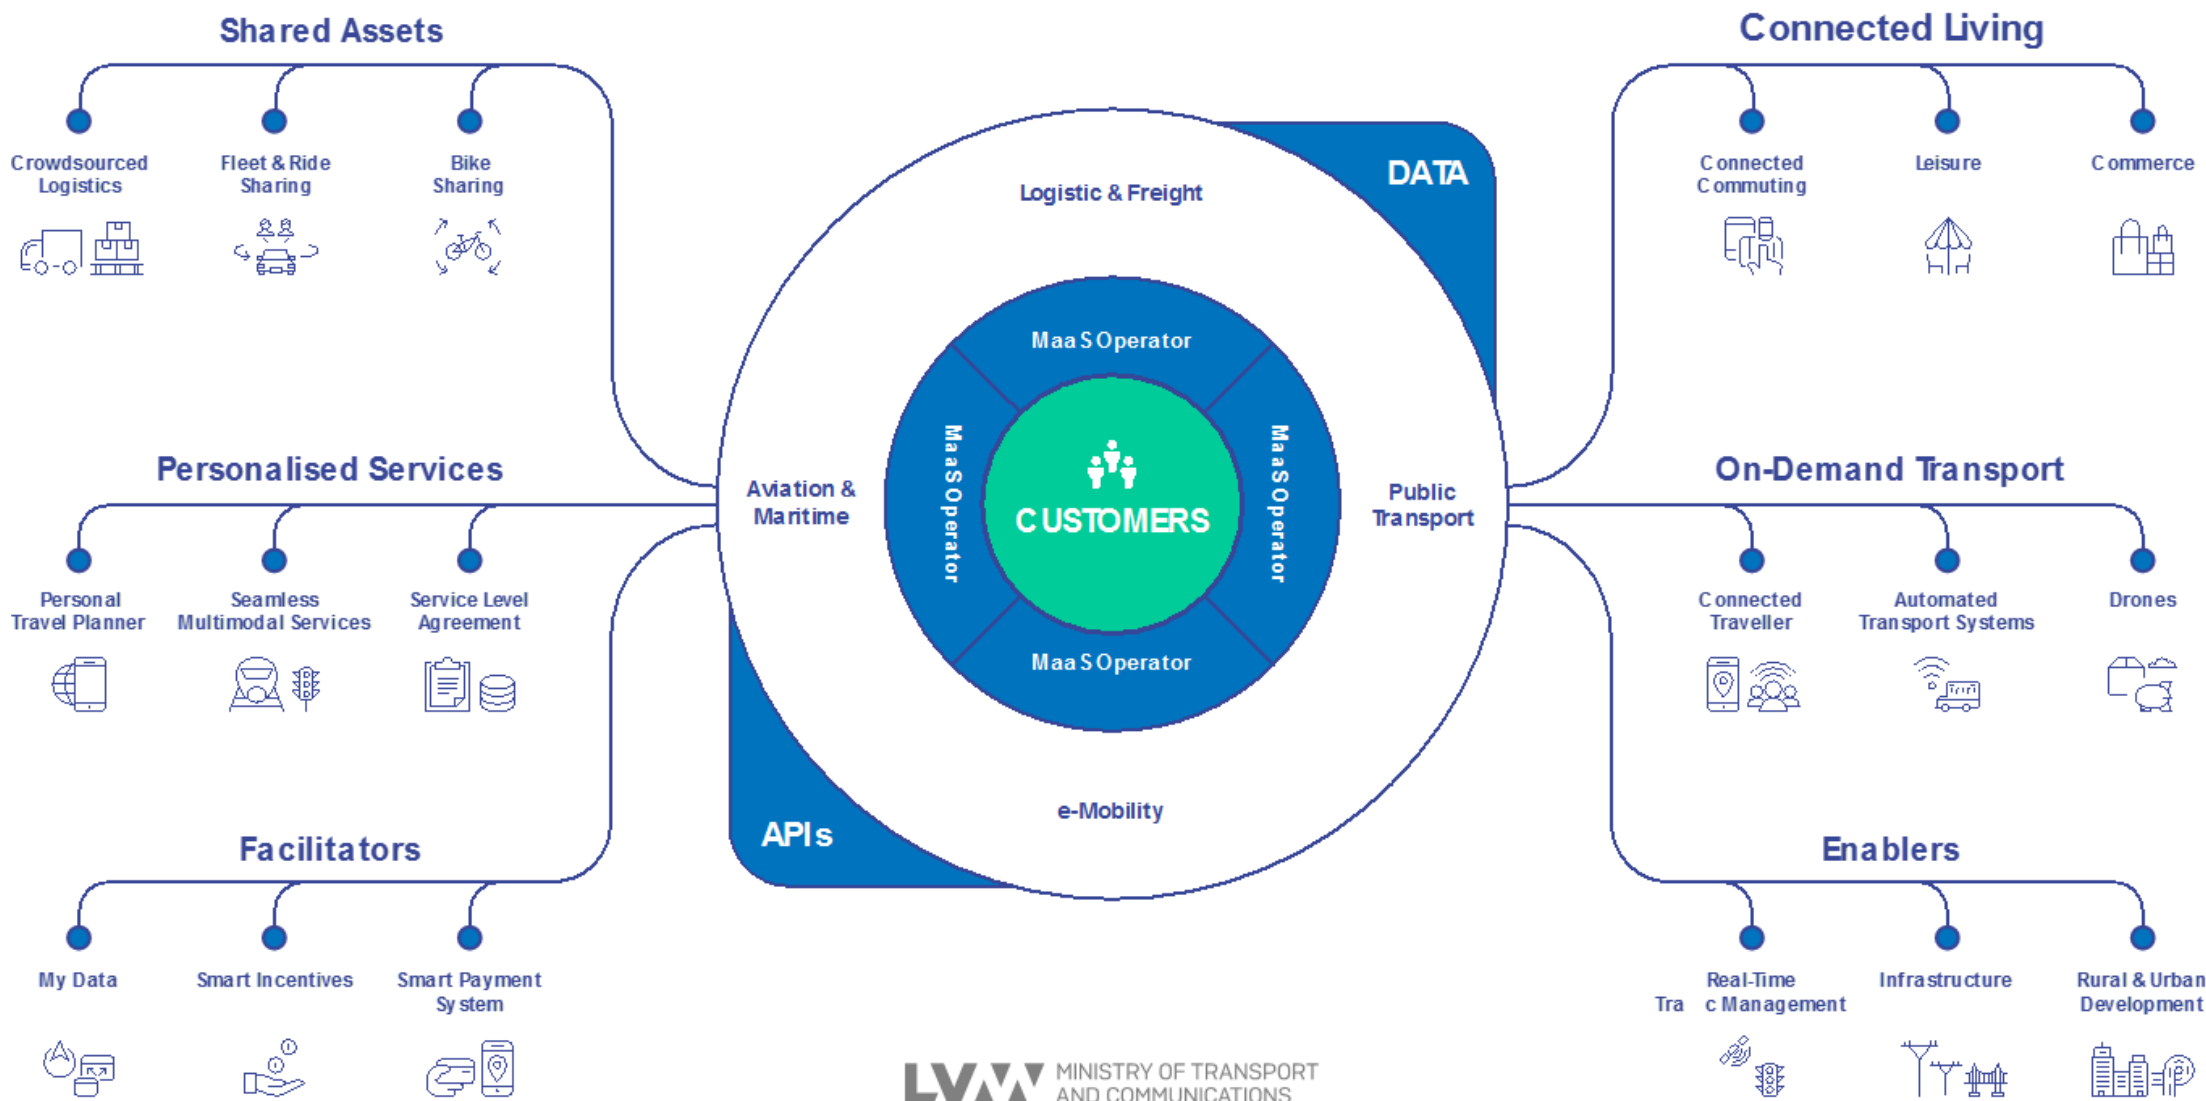 Shared Assets
Crowdsourced
Logistics
Fleet & Ride
Sharing
Bike
Sharing
Personalised Services
Personal
Travel Planner
Seamless
Multimodal Services
Service Level
Agreement
Facilitators
My Data
Smart Incentives
Smart Payment
System
DATA
Logistic & Freight
MaaS Operator
MaaS Operator
MaaS Operator
MaaS Operator
CUSTOMERS
Aviation &
Maritime
Public
Transport
e-Mobility
APIs
Connected Living
Connected
Commuting
Leisure
Commerce
On-Demand Transport
Connected
Traveller
Automated
Transport Systems
Drones
Enablers
Real-Time
Tra c Management
Infrastructure
Rural & Urban
Development
LVM
MINISTRY OF TRANSPORT
AND COMMUNICATIONS